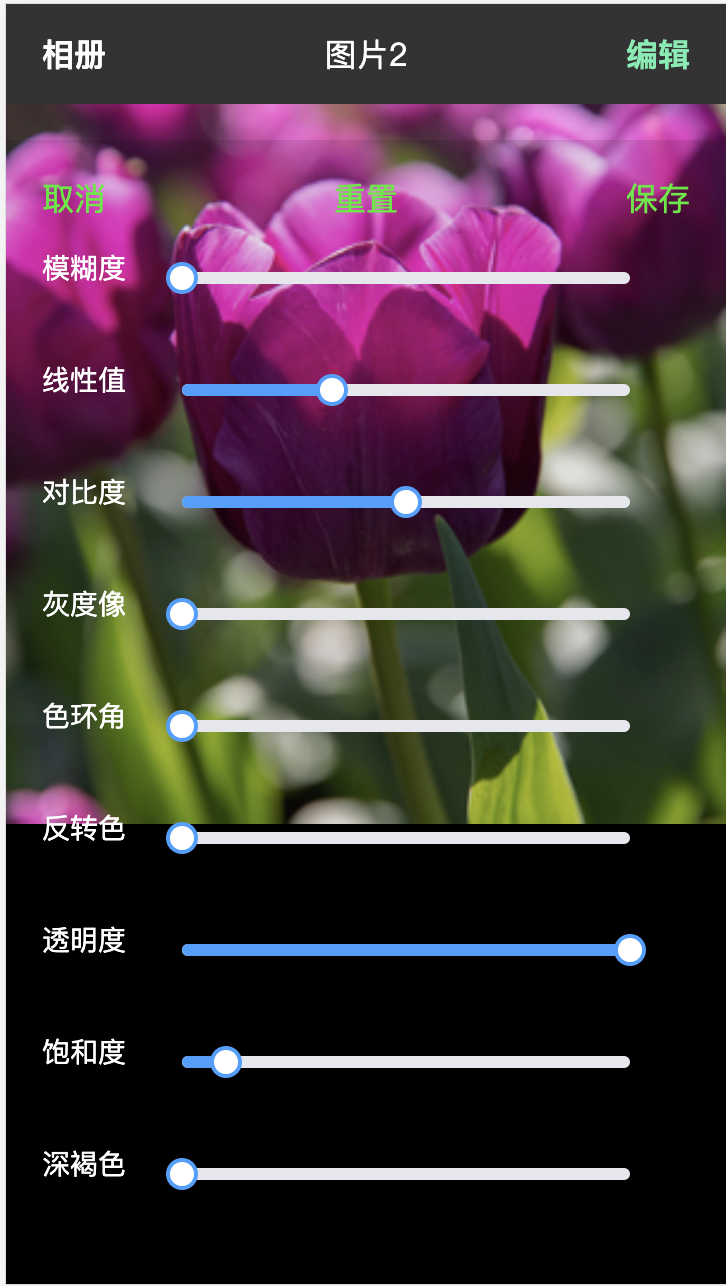 相册 图片2 编辑
取消 重置 保存
模糊度
线性值
对比度
灰度像
色环角
反转色
透明度
饱和度
深褐色